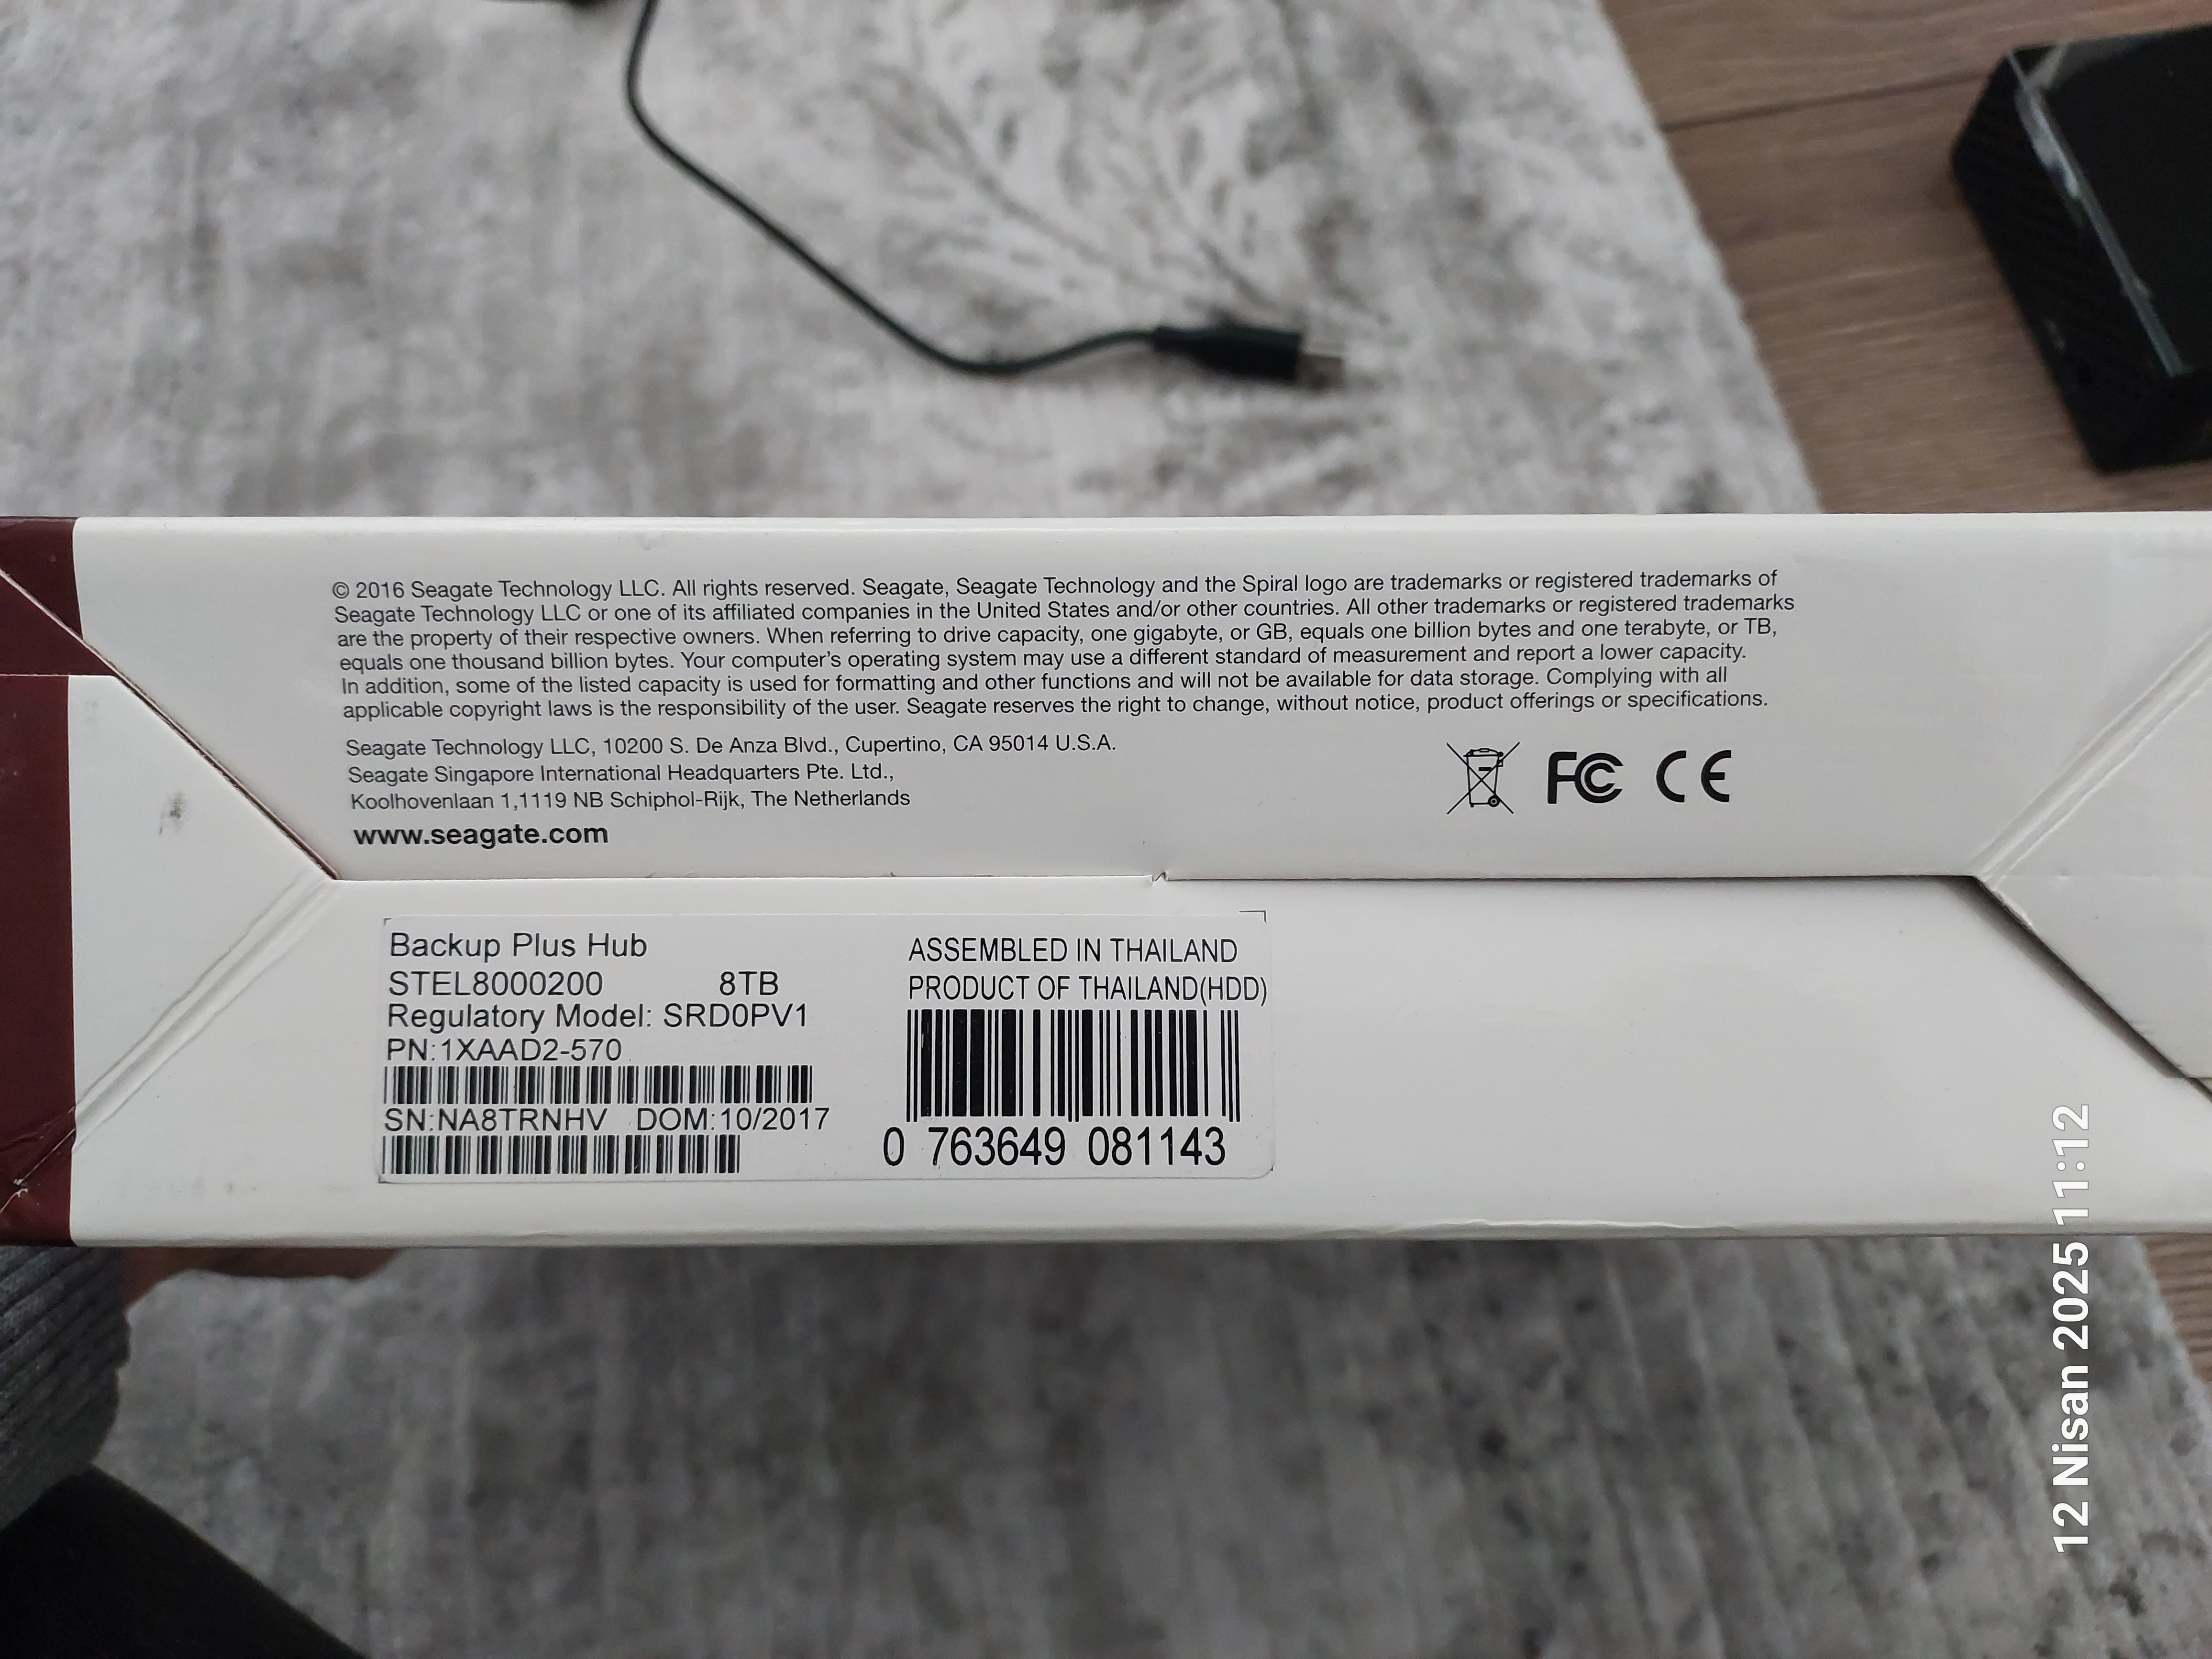 © 2016 Seagate Technology LLC. All rights reserved. Seagate, Seagate Technology and the Spiral logo are trademarks or registered trademarks of
Seagate Technology LLC or one of its affiliated companies in the United States and/or other countries. All other trademarks or registered trademarks
are the property of their respective owners. When referring to drive capacity, one gigabyte, or GB, equals one billion bytes and one terabyte, or TB,
equals one thousand billion bytes. Your computer's operating system may use a different standard of measurement and report a lower capacity.
In addition, some of the listed capacity is used for formatting and other functions and will not be available for data storage. Complying with all
applicable copyright laws is the responsibility of the user. Seagate reserves the right to change, without notice, product offerings or specifications.
Seagate Technology LLC, 10200 S. De Anza Blvd., Cupertino, CA 95014 U.S.A.
Seagate Singapore International Headquarters Pte. Ltd.,
Koolhovenlaan 1,1119 NB Schiphol-Rijk, The Netherlands
www.seagate.com
FC CE
Backup Plus Hub
STEL8000200 8TB
Regulatory Model: SRD0PV1
PN:1XAAD2-570
SN:NA8TRNHV DOM:10/2017
ASSEMBLED IN THAILAND
PRODUCT OF THAILAND(HDD)
0 763649 081143
12 Nisan 2025 11:12